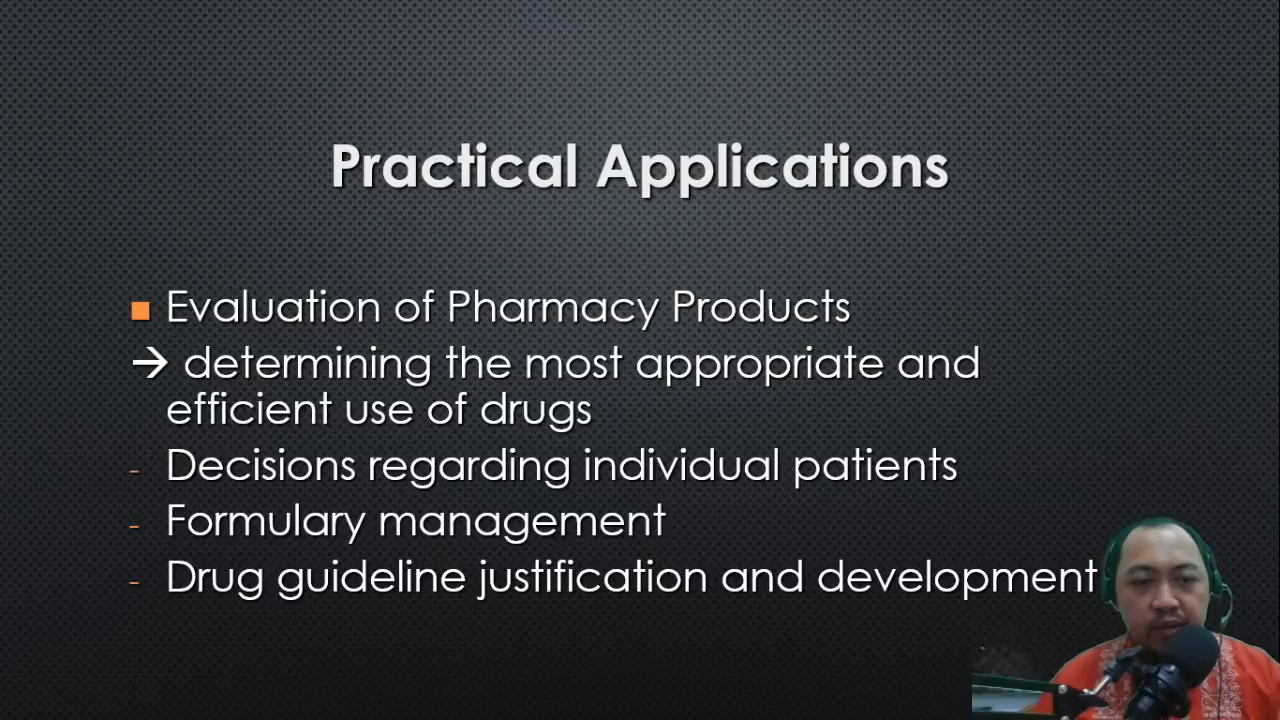 Practical Applications
Evaluation of Pharmacy Products
→ determining the most appropriate and
efficient use of drugs
- Decisions regarding individual patients
- Formulary management
- Drug guideline justification and development